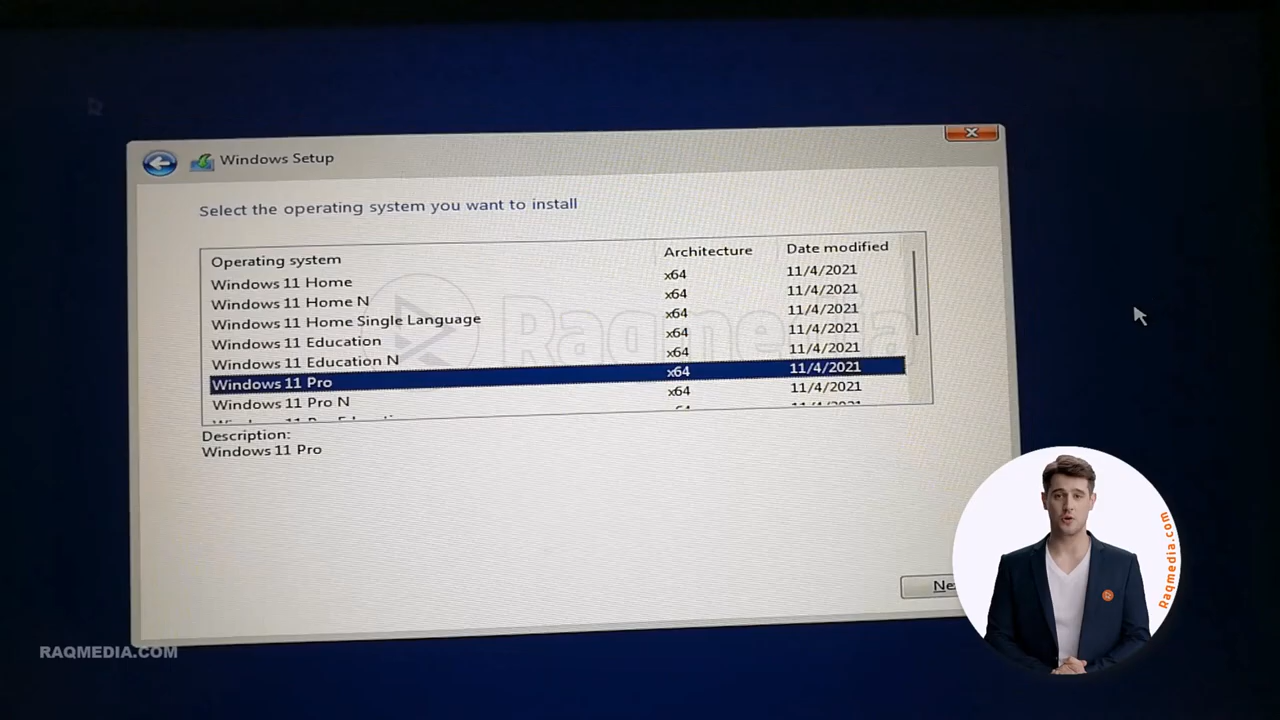 Windows Setup
Select the operating system you want to install
Operating system Architecture Date modified
Windows 11 Home x64 11/4/2021
Windows 11 Home N x64 11/4/2021
Windows 11 Home Single Language x64 11/4/2021
Windows 11 Education x64 11/4/2021
Windows 11 Education N x64 11/4/2021
Windows 11 Pro x64 11/4/2021
Windows 11 Pro N x64 11/4/2021
Description:
Windows 11 Pro
Raqmedia
Raqmedia.com
RAQMEDIA.COM